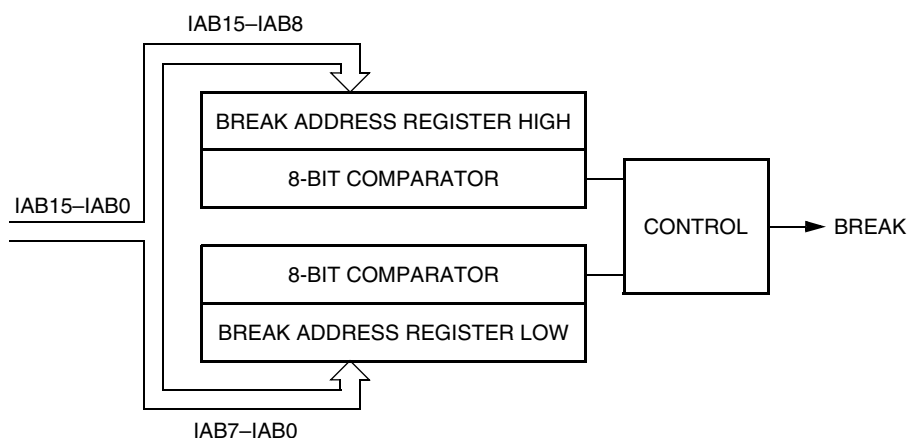 IAB15–IAB8
BREAK ADDRESS REGISTER HIGH
8-BIT COMPARATOR
IAB15–IAB0
CONTROL
BREAK
8-BIT COMPARATOR
BREAK ADDRESS REGISTER LOW
IAB7–IAB0